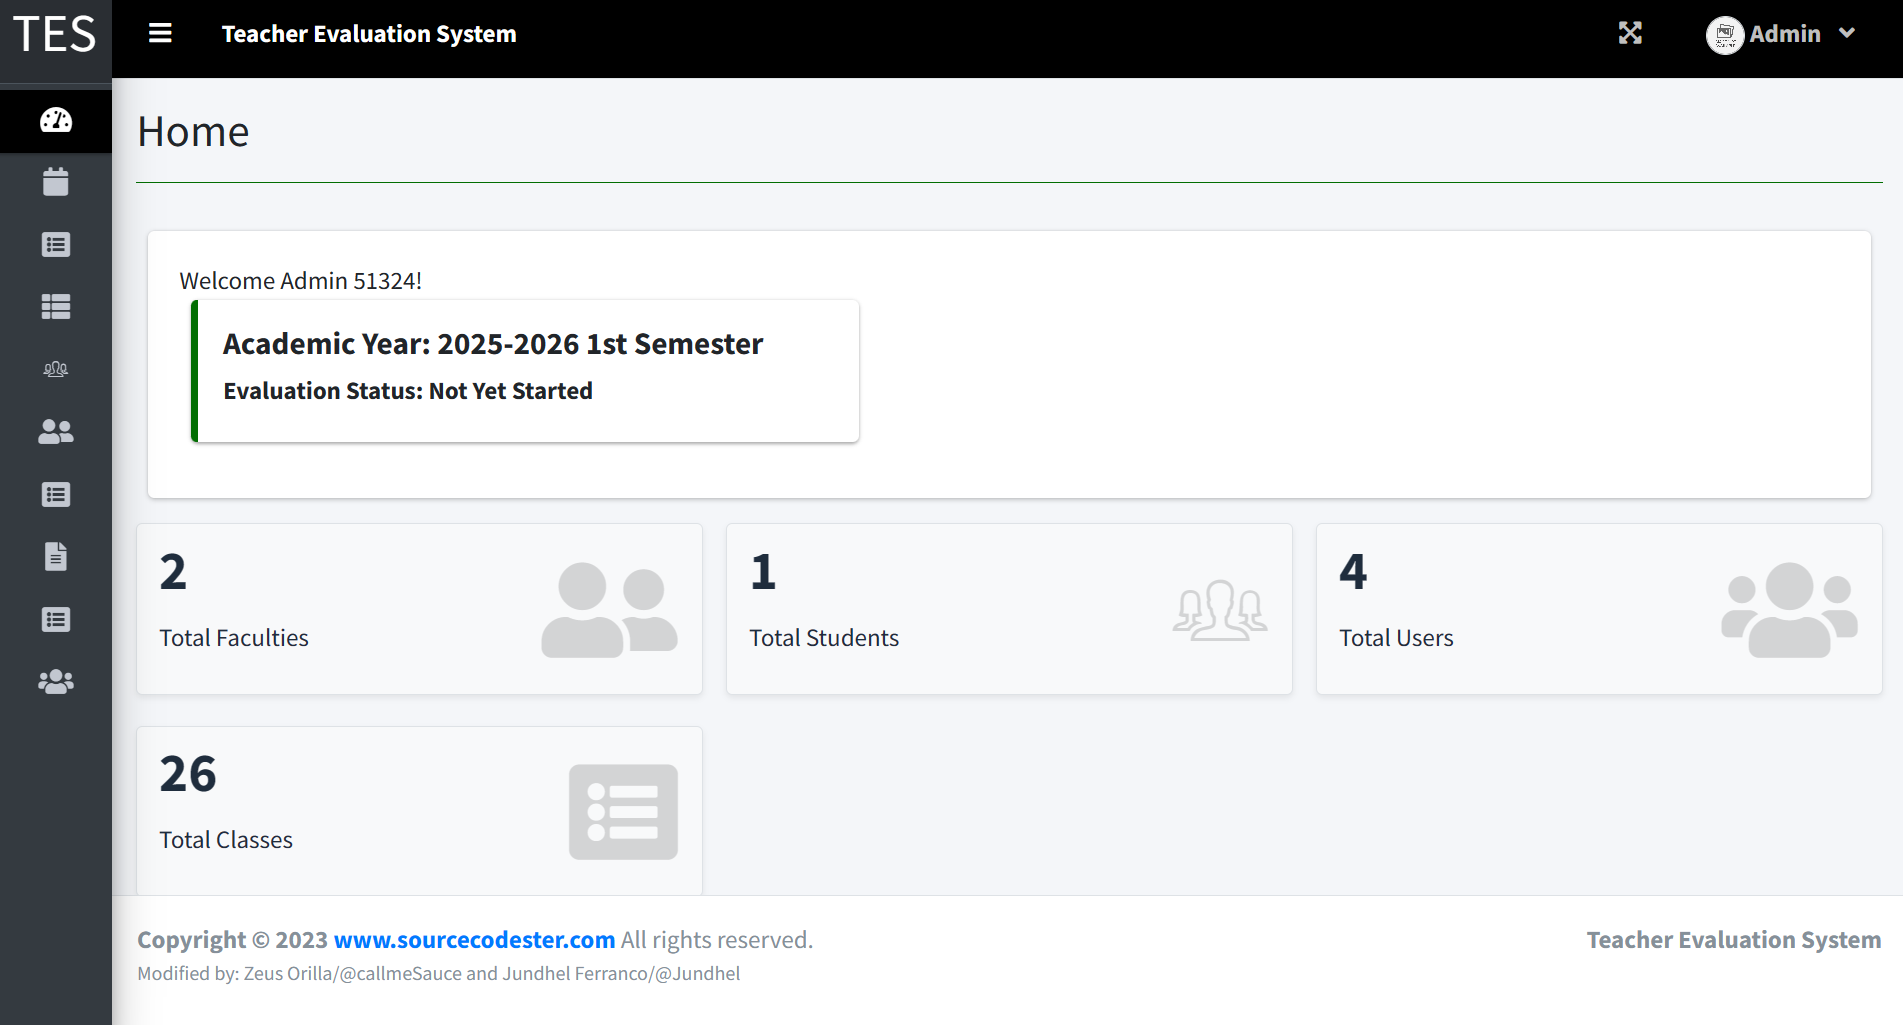 TES
Teacher Evaluation System
Admin
Home
Welcome Admin 51324!
Academic Year: 2025-2026 1st Semester
Evaluation Status: Not Yet Started
2
Total Faculties
1
Total Students
4
Total Users
26
Total Classes
Copyright © 2023 www.sourcecodester.com All rights reserved.
Teacher Evaluation System
Modified by: Zeus Orilla/@callmeSauce and Jundhel Ferranco/@Jundhel